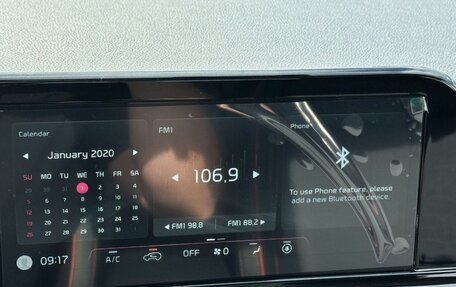 Calendar
January 2020
SU MO TU WE TH FR SA
29 30 31 1 2 3 4
5 6 7 8 9 10 11
12 13 14 15 16 17 18
19 20 21 22 23 24 25
26 27 28 29 30 31
FM1
106.9
FM1 98.8
FM1 88.2
Phone
To use Phone feature, please
add a new Bluetooth device.
09:17
A/C
OFF
0